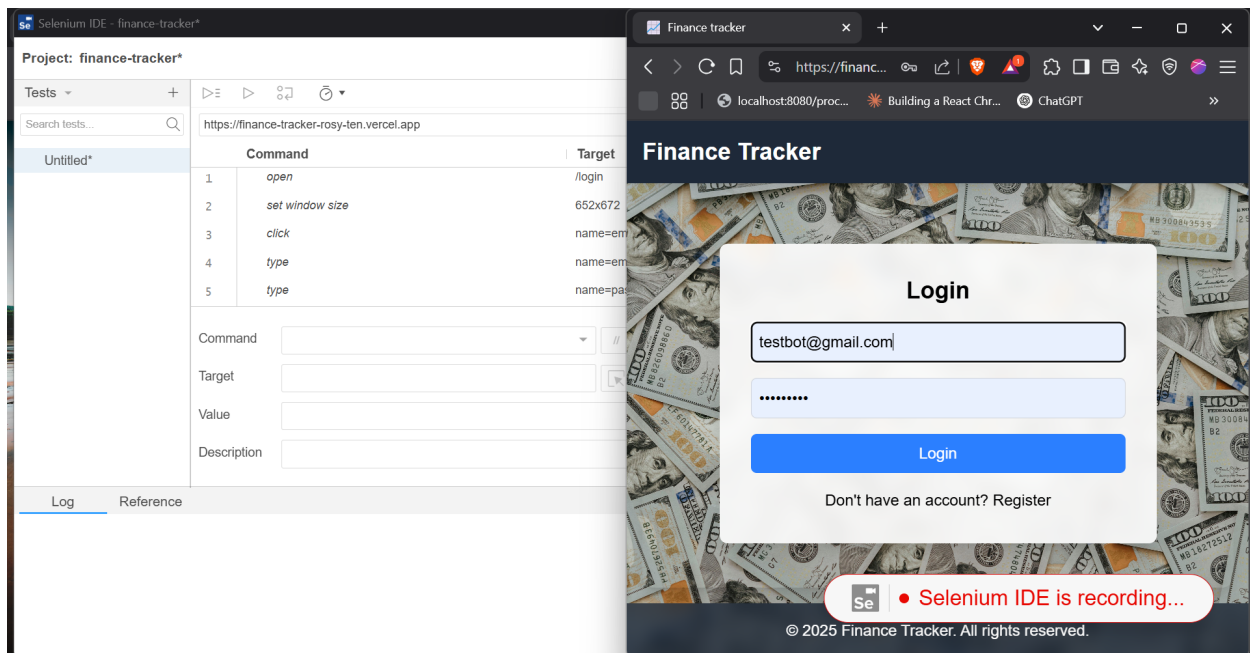 Selenium IDE - finance-tracker*
Project: finance-tracker*
Tests
Search tests...
Untitled*
https://finance-tracker-rosy-ten.vercel.app
Command Target
1 open /login
2 set window size 652x672
3 click name=em
4 type name=em
5 type name=pas
Command //
Target
Value
Description
Log Reference
Finance tracker
https://financ...
1
localhost:8080/proc... Building a React Chr... ChatGPT
Finance Tracker
Login
testbot@gmail.com
•••••••••
Login
Don't have an account? Register
Se Selenium IDE is recording...
© 2025 Finance Tracker. All rights reserved.